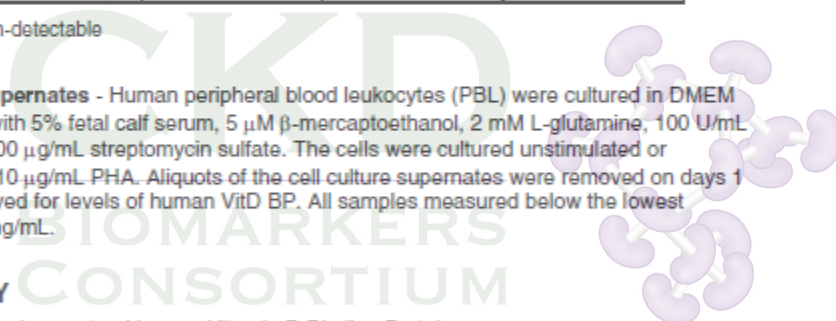 n-detectable
CKD
pernates - Human peripheral blood leukocytes (PBL) were cultured in DMEM
with 5% fetal calf serum, 5 μM β-mercaptoethanol, 2 mM L-glutamine, 100 U/mL
00 μg/mL streptomycin sulfate. The cells were cultured unstimulated or
10 μg/mL PHA. Aliquots of the cell culture supernates were removed on days 1
yed for levels of human VitD BP. All samples measured below the lowest
ng/mL.
BIOMARKERS
CONSORTIUM
Y